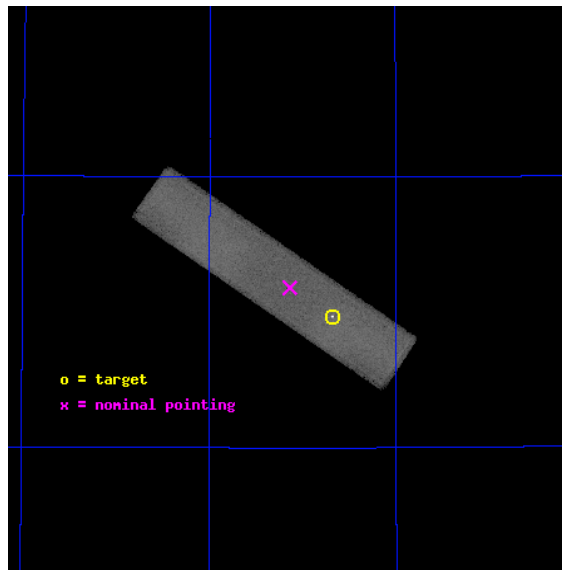 o = target
x = nominal pointing